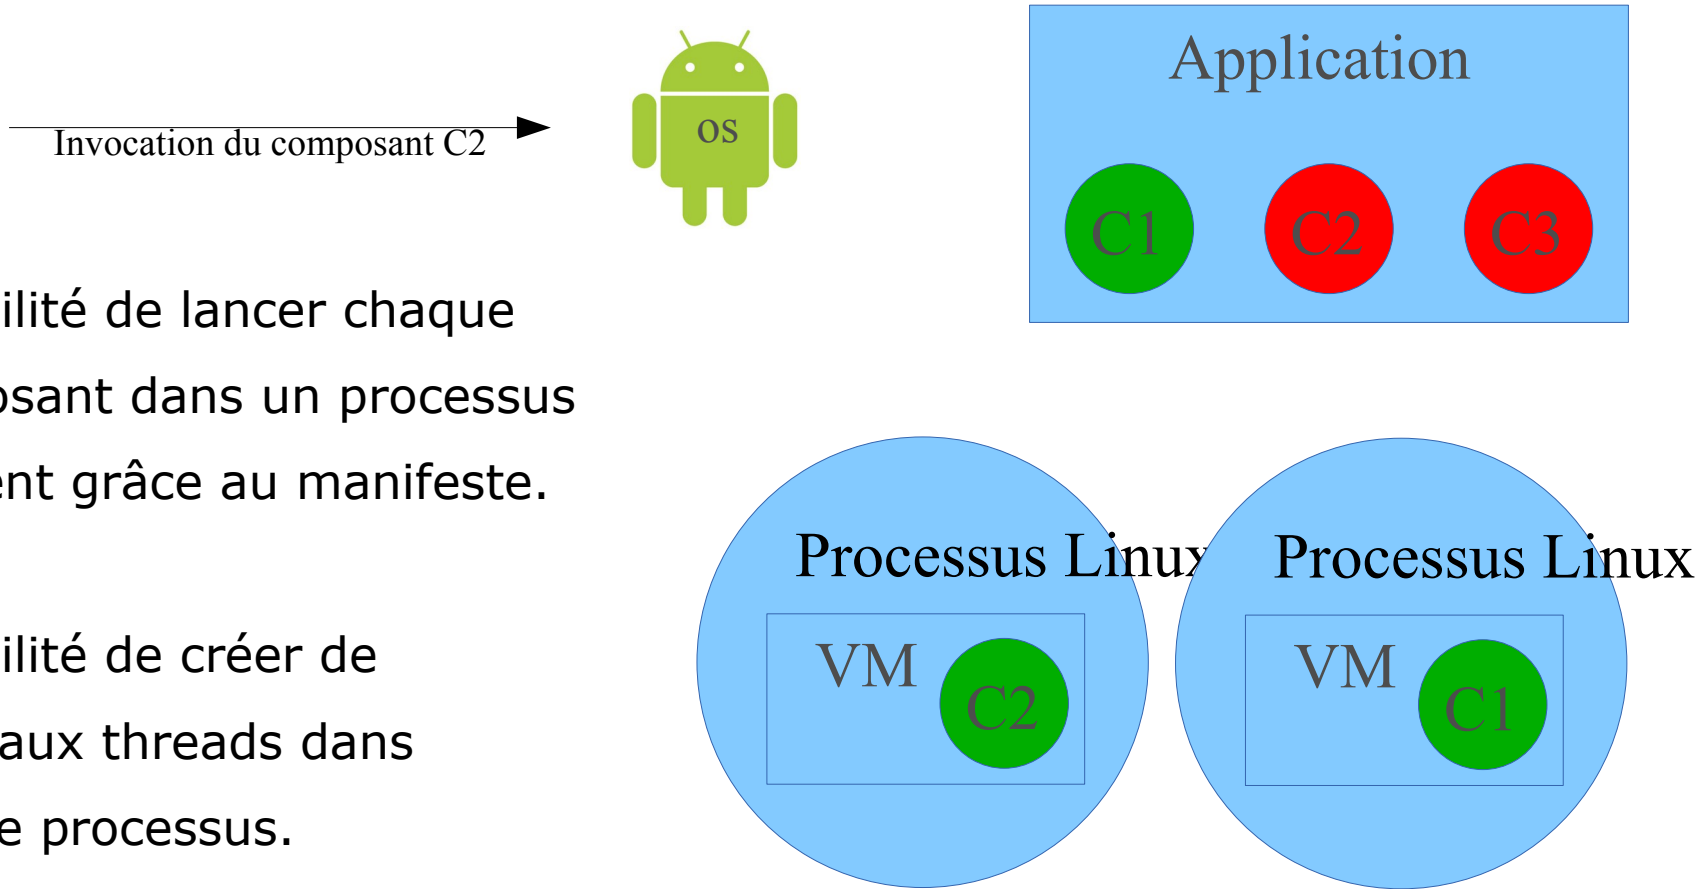 Invocation du composant C2
os
Application
C1 C2 C3
ilité de lancer chaque
osant dans un processus
ent grâce au manifeste.
ilité de créer de
aux threads dans
e processus.
Processus Linux
VM
C2
Processus Linux
VM
C1